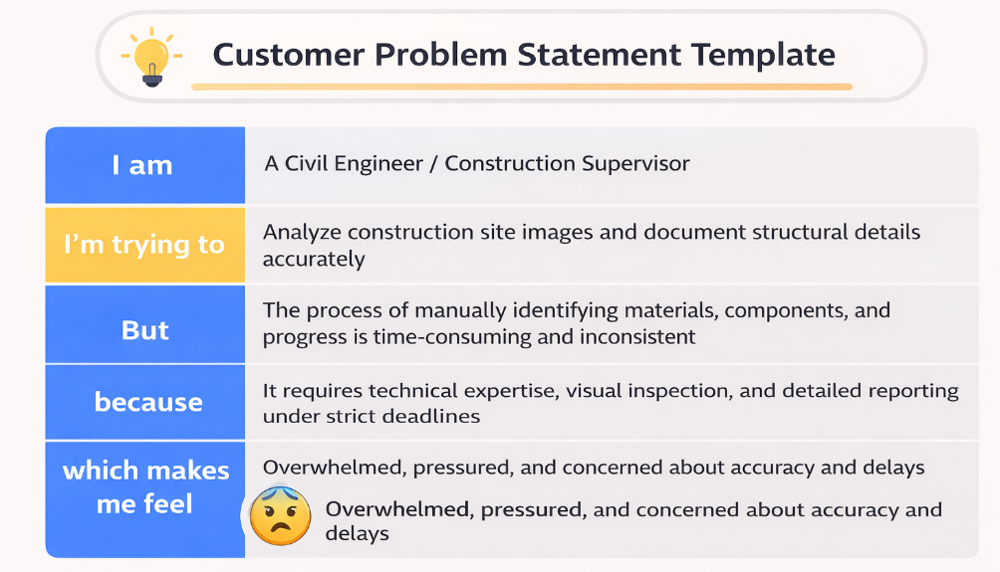 Customer Problem Statement Template
I am
A Civil Engineer / Construction Supervisor
I'm trying to
Analyze construction site images and document structural details
accurately
But
The process of manually identifying materials, components, and
progress is time-consuming and inconsistent
because
It requires technical expertise, visual inspection, and detailed reporting
under strict deadlines
which makes
me feel
Overwhelmed, pressured, and concerned about accuracy and delays
Overwhelmed, pressured, and concerned about accuracy and
delays